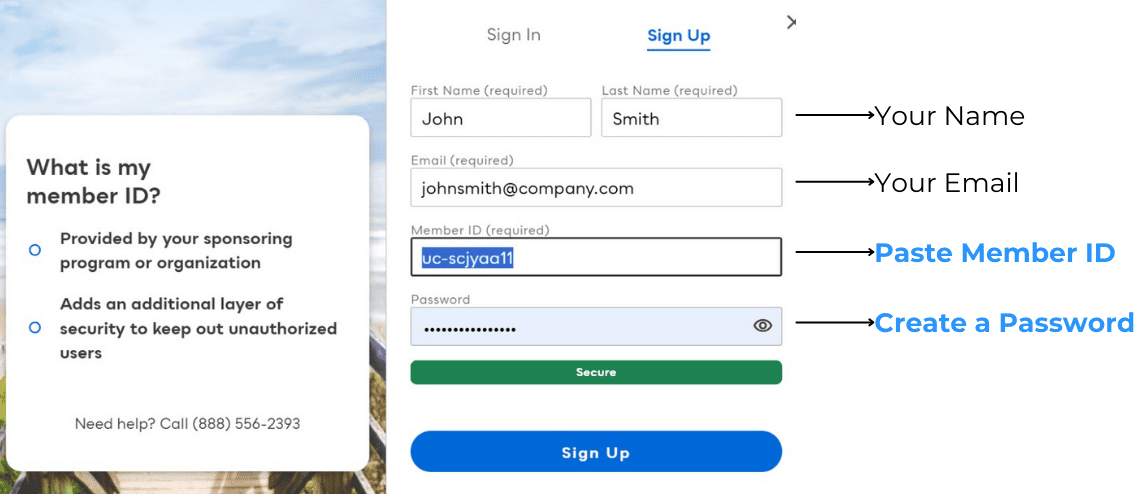 What is my
member ID?
Provided by your sponsoring
program or organization
Adds an additional layer of
security to keep out unauthorized
users
Need help? Call (888) 556-2393
Sign In
Sign Up
First Name (required)
Last Name (required)
John
Smith
Your Name
Email (required)
johnsmith@company.com
Your Email
Member ID (required)
uc-scjyaa11
Paste Member ID
Password
••••••••••••••••
Create a Password
Secure
Sign Up